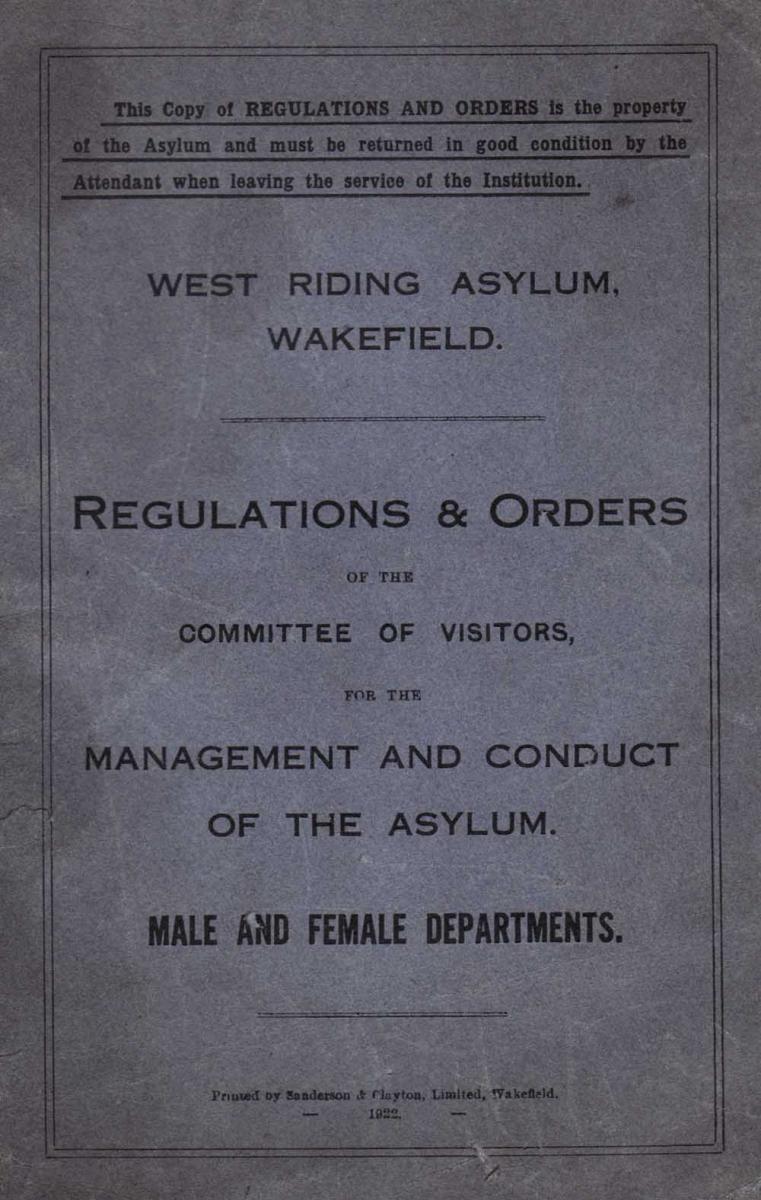 This Copy of REGULATIONS AND ORDERS is the property
of the Asylum and must be returned in good condition by the
Attendant when leaving the service of the Institution.
WEST RIDING ASYLUM,
WAKEFIELD.
REGULATIONS & ORDERS
OF THE
COMMITTEE OF VISITORS,
FOR THE
MANAGEMENT AND CONDUCT
OF THE ASYLUM.
MALE AND FEMALE DEPARTMENTS.
Printed by Sanderson & Clayton, Limited, Wakefield.
— 1922. —